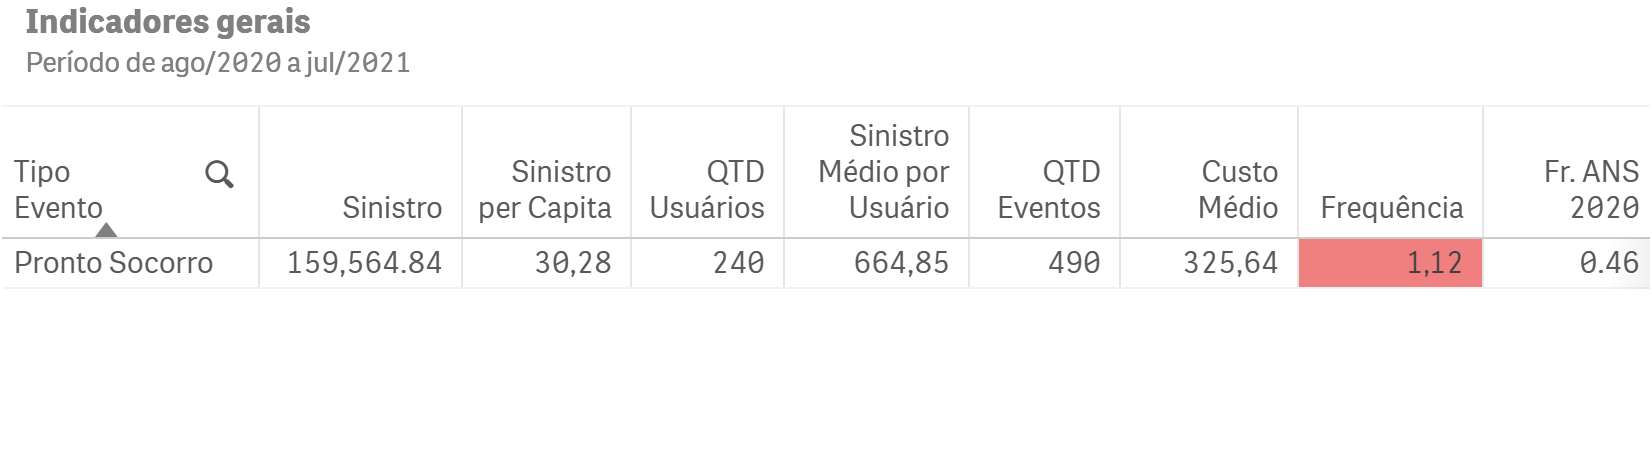 Indicadores gerais
Período de ago/2020 a jul/2021
Tipo Evento
Sinistro
Sinistro per Capita
QTD Usuários
Sinistro Médio por Usuário
QTD Eventos
Custo Médio
Frequência
Fr. ANS 2020
Pronto Socorro 159,564.84 30,28 240 664,85 490 325,64 1,12 0.46